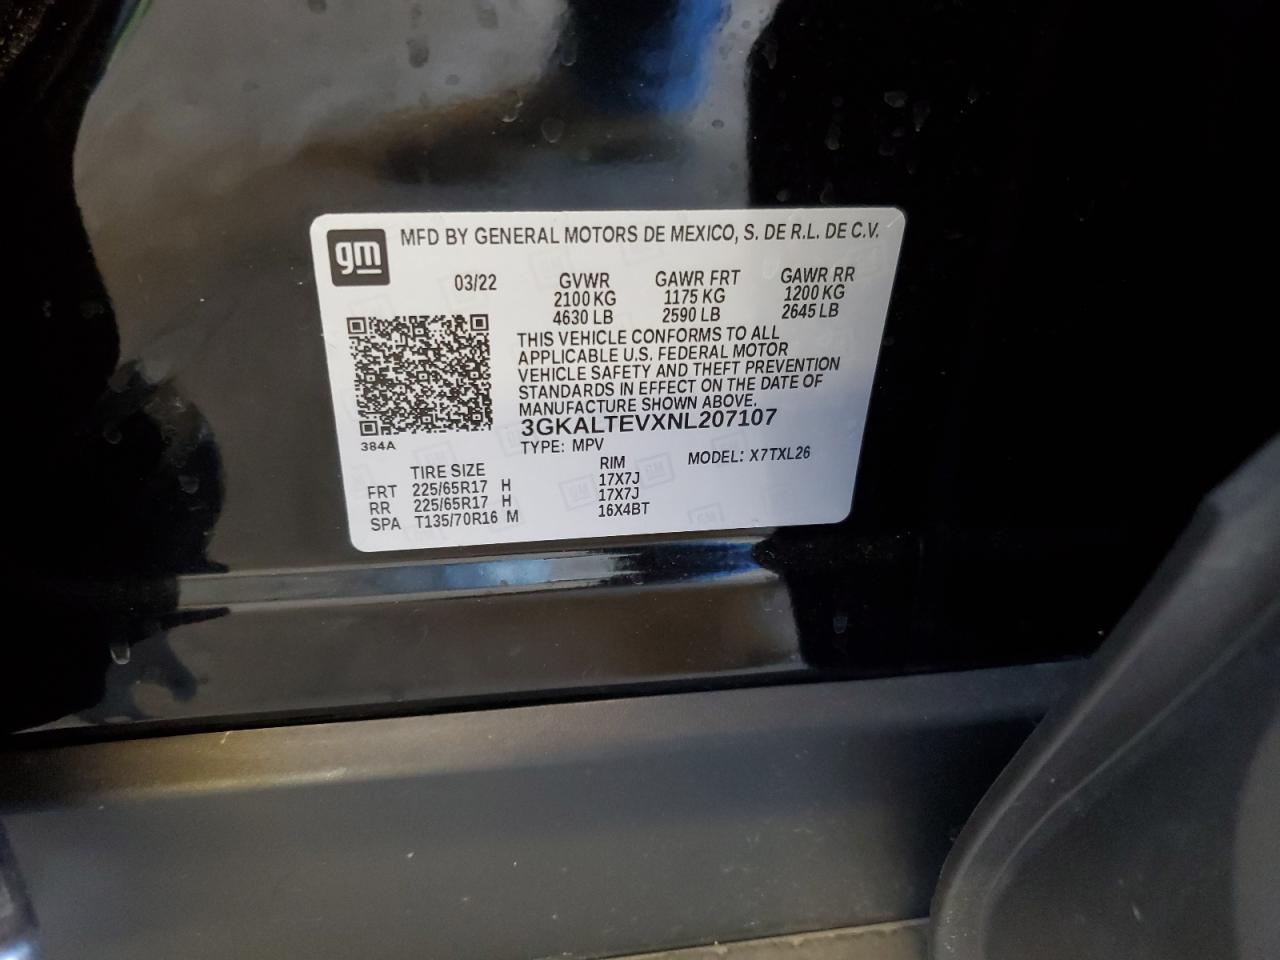 gm
MFD BY GENERAL MOTORS DE MEXICO, S. DE R.L. DE C.V.
03/22 GVWR GAWR FRT GAWR RR
2100 KG 1175 KG 1200 KG
4630 LB 2590 LB 2645 LB
THIS VEHICLE CONFORMS TO ALL
APPLICABLE U.S. FEDERAL MOTOR
VEHICLE SAFETY AND THEFT PREVENTION
STANDARDS IN EFFECT ON THE DATE OF
MANUFACTURE SHOWN ABOVE.
3GKALTEVXNL207107
384A
TYPE: MPV MODEL: X7TXL26
TIRE SIZE RIM
FRT 225/65R17 H 17X7J
RR 225/65R17 H 17X7J
SPA T135/70R16 M 16X4BT